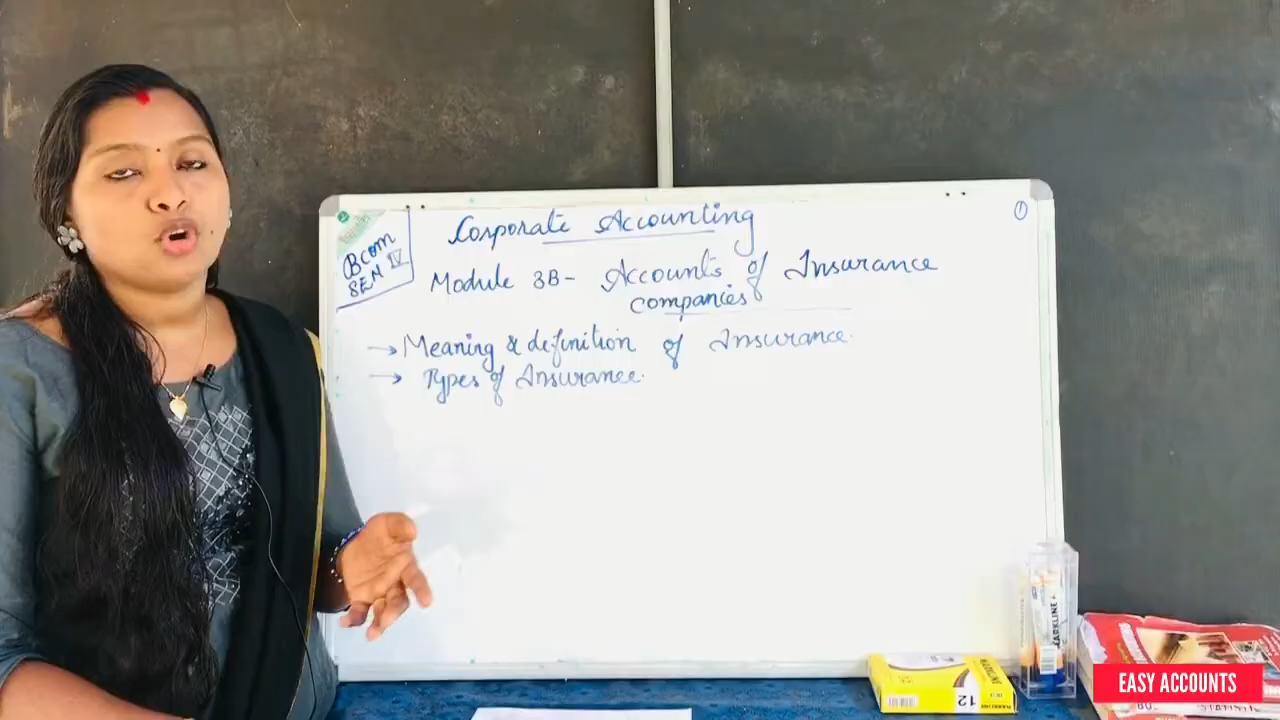 Bcom
SEM IV
Corporate Accounting
1
Module 3B - Accounts of Insurance
companies
→ Meaning & definition of Insurance.
→ Types of Insurance.
12
EASY ACCOUNTS